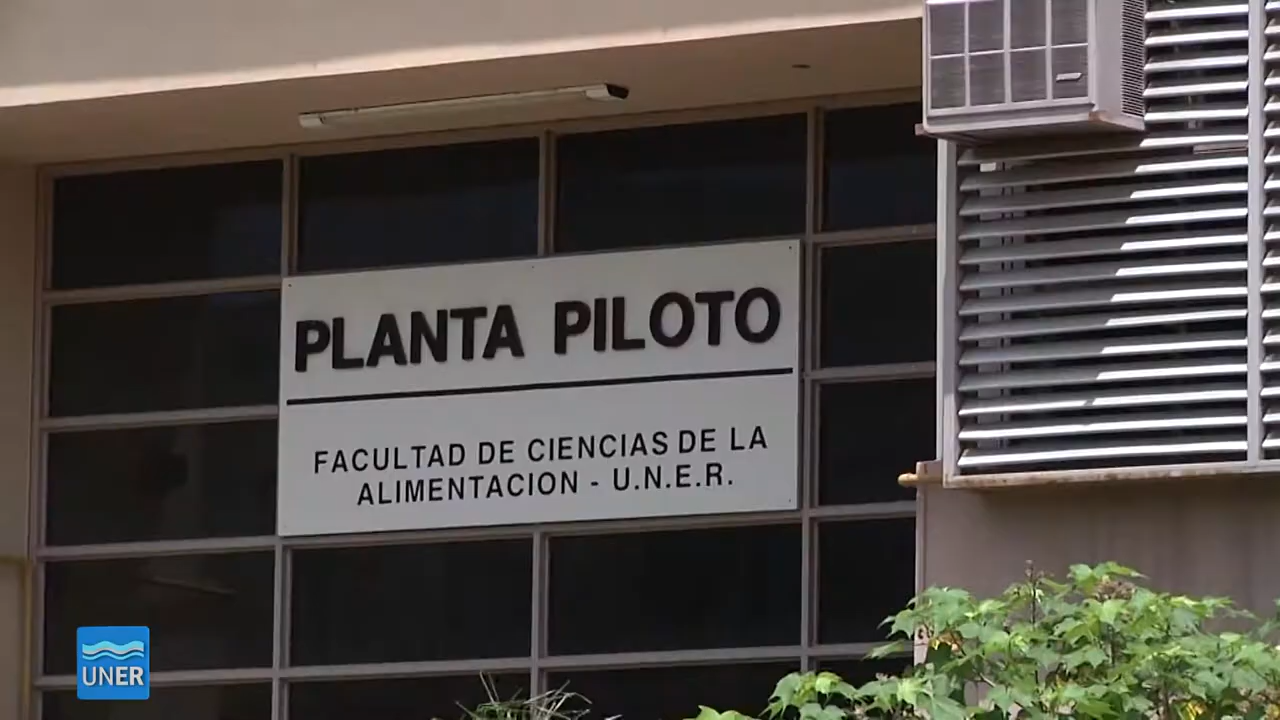 PLANTA PILOTO
FACULTAD DE CIENCIAS DE LA
ALIMENTACION - U.N.E.R.
UNER